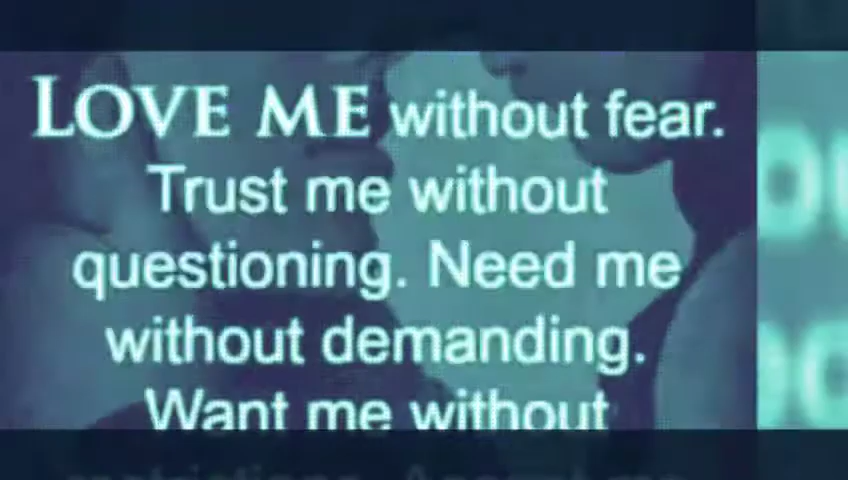 LOVE ME without fear.
Trust me without
questioning. Need me
without demanding.
Want me without